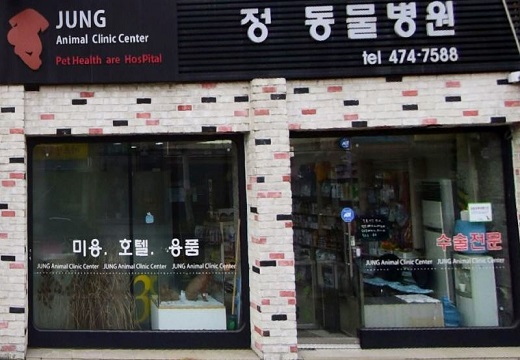 JUNG
Animal Clinic Center
Pet Health are HosPital
정 동물병원
tel 474-7588
미용. 호텔. 용품
JUNG Animal Clinic Center JUNG Animal Clinic Center JUNG Animal Clinic Center
수술전문
JUNG Animal Clinic Center JUNG Animal Clinic Center